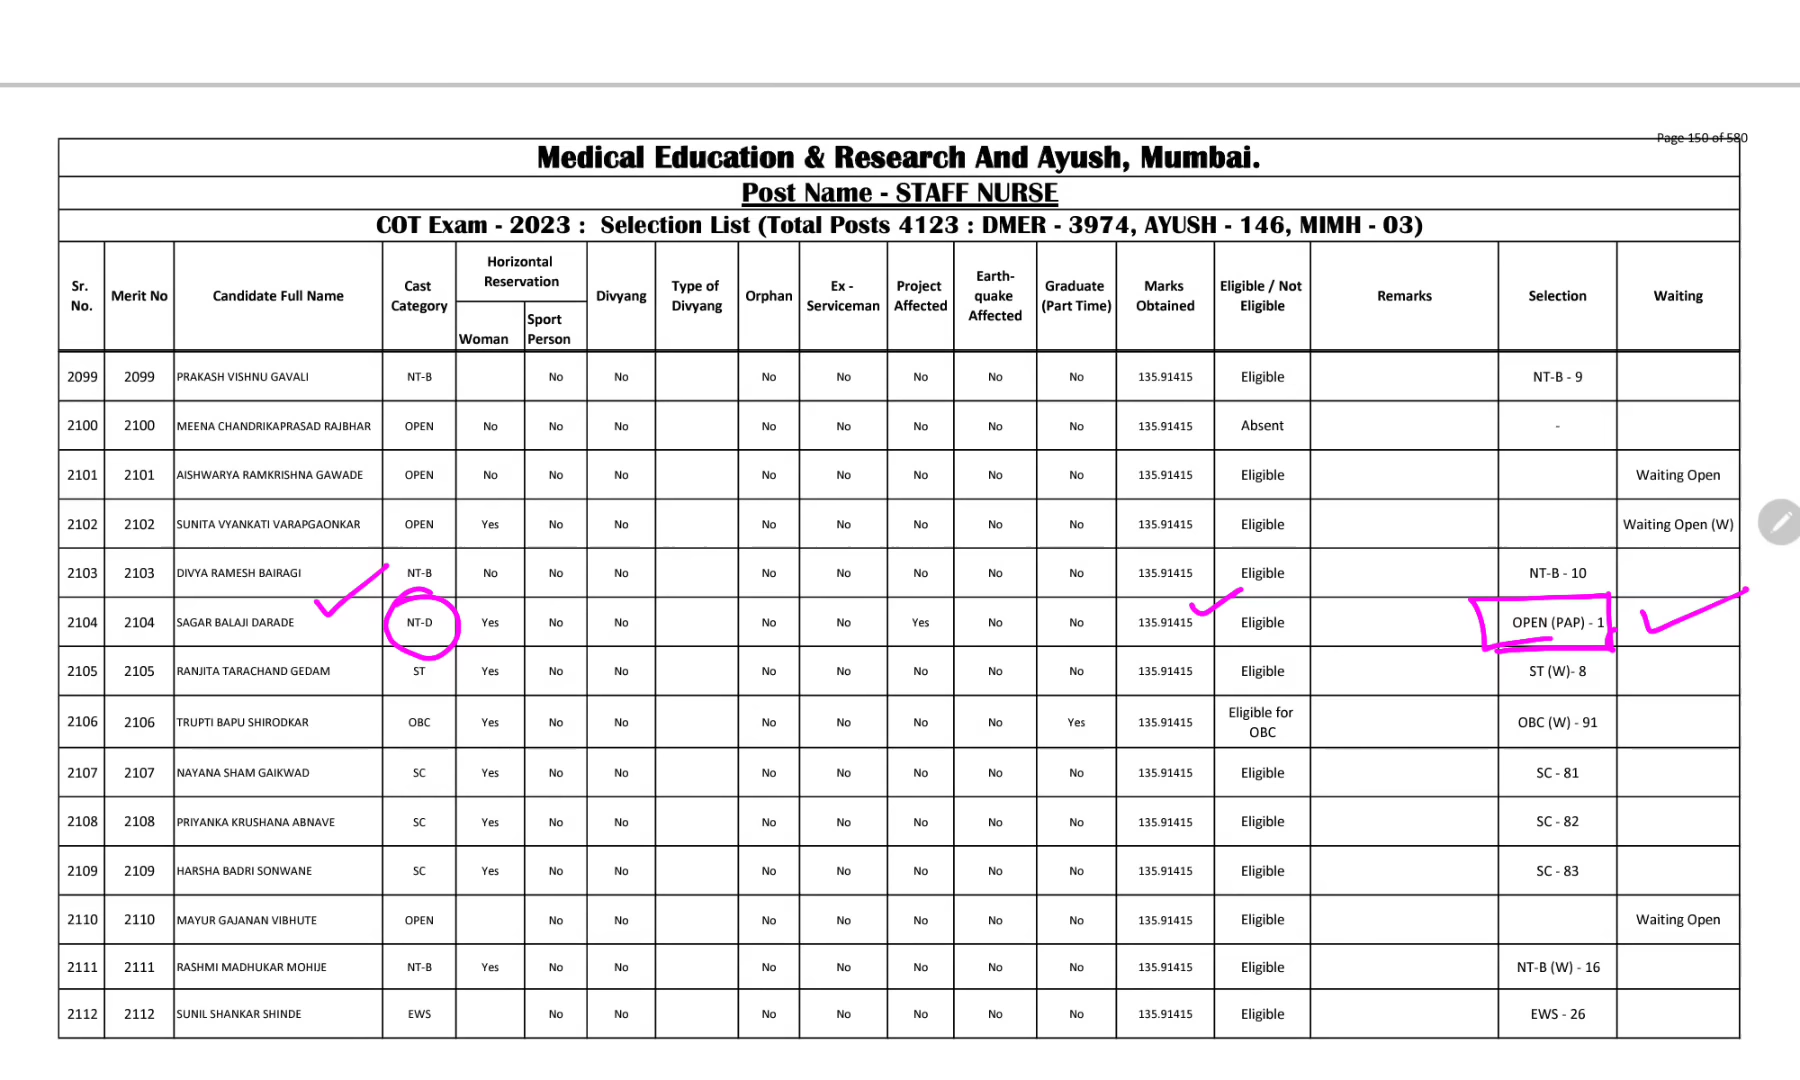 Page 150 of 580
Medical Education & Research And Ayush, Mumbai.
Post Name - STAFF NURSE
COT Exam - 2023 : Selection List (Total Posts 4123 : DMER - 3974, AYUSH - 146, MIMH - 03)
Sr. No. Merit No Candidate Full Name Cast Category Horizontal Reservation Woman Sport Person Divyang Type of Divyang Orphan Ex - Serviceman Project Affected Earth- quake Affected Graduate (Part Time) Marks Obtained Eligible / Not Eligible Remarks Selection Waiting
2099 2099 PRAKASH VISHNU GAVALI NT-B No No No No No No No 135.91415 Eligible NT-B - 9
2100 2100 MEENA CHANDRIKAPRASAD RAJBHAR OPEN No No No No No No No No 135.91415 Absent -
2101 2101 AISHWARYA RAMKRISHNA GAWADE OPEN No No No No No No No No 135.91415 Eligible Waiting Open
2102 2102 SUNITA VYANKATI VARAPGAONKAR OPEN Yes No No No No No No No 135.91415 Eligible Waiting Open (W)
2103 2103 DIVYA RAMESH BAIRAGI NT-B No No No No No No No No 135.91415 Eligible NT-B - 10
2104 2104 SAGAR BALAJI DARADE NT-D Yes No No No No Yes No No 135.91415 Eligible OPEN (PAP) - 1
2105 2105 RANJITA TARACHAND GEDAM ST Yes No No No No No No No 135.91415 Eligible ST (W)- 8
2106 2106 TRUPTI BAPU SHIRODKAR OBC Yes No No No No No No Yes 135.91415 Eligible for OBC OBC (W) - 91
2107 2107 NAYANA SHAM GAIKWAD SC Yes No No No No No No No 135.91415 Eligible SC - 81
2108 2108 PRIYANKA KRUSHANA ABNAVE SC Yes No No No No No No No 135.91415 Eligible SC - 82
2109 2109 HARSHA BADRI SONWANE SC Yes No No No No No No No 135.91415 Eligible SC - 83
2110 2110 MAYUR GAJANAN VIBHUTE OPEN No No No No No No No 135.91415 Eligible Waiting Open
2111 2111 RASHMI MADHUKAR MOHIJE NT-B Yes No No No No No No No 135.91415 Eligible NT-B (W) - 16
2112 2112 SUNIL SHANKAR SHINDE EWS No No No No No No No 135.91415 Eligible EWS - 26